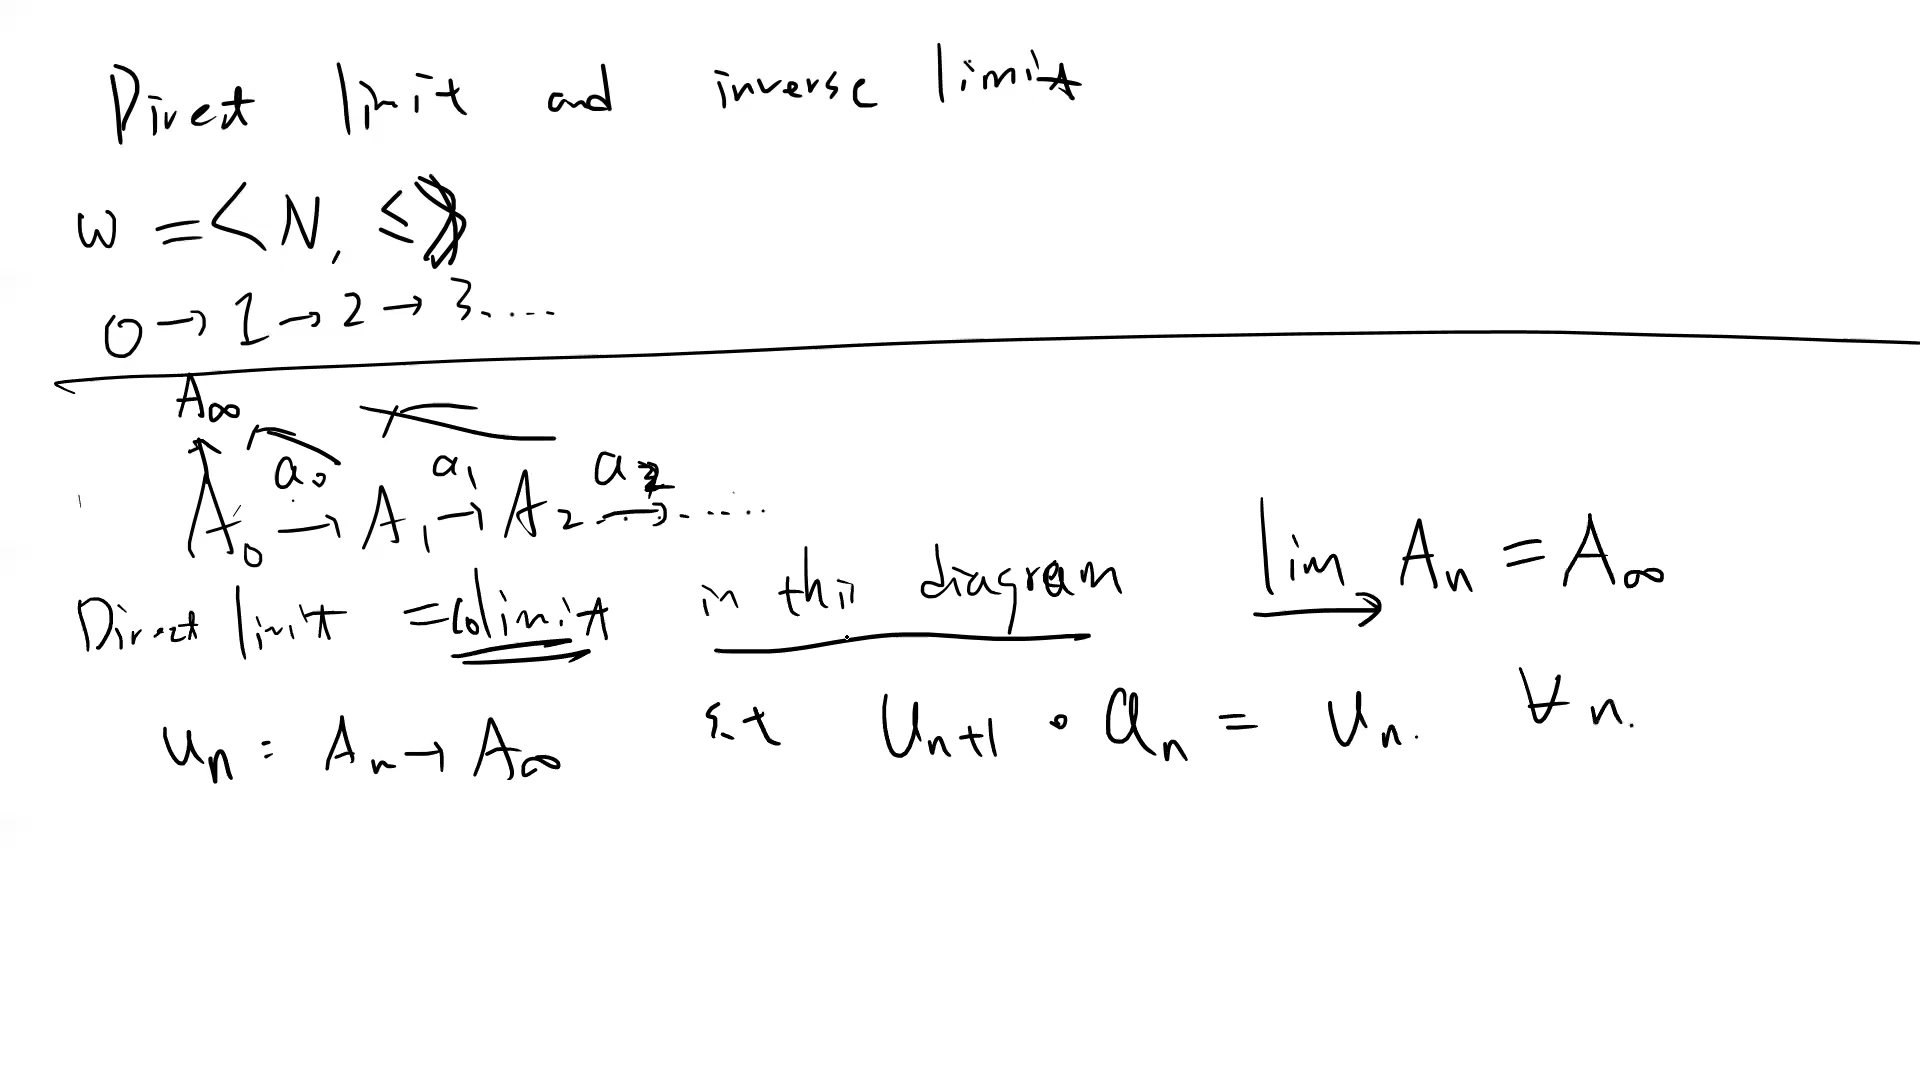 Direct limit and inverse limit
ω = < N, ≤ >
0 → 1 → 2 → 3.....
A∞
a₀ a₁ a₂
A₀ → A₁ → A₂ → ......
lim→ Aₙ = A∞
Direct limit = colimit in this diagram
uₙ : Aₙ → A∞ s.t uₙ₊₁ ∘ aₙ = uₙ. ∀ n.